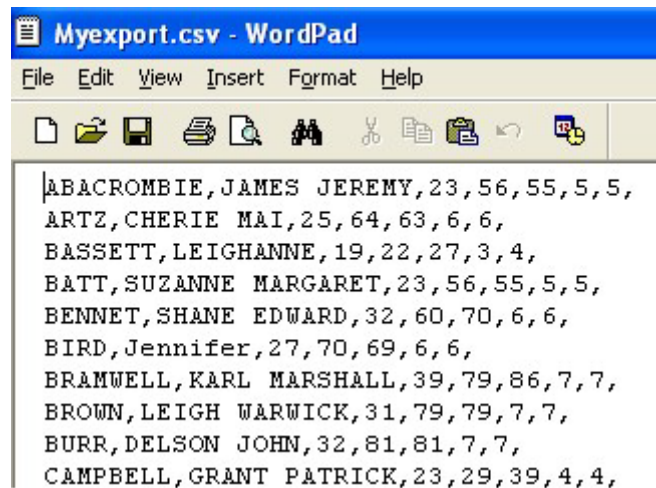 Myexport.csv - WordPad
File Edit View Insert Format Help
ABACROMBIE,JAMES JEREMY,23,56,55,5,5,
ARTZ,CHERIE MAI,25,64,63,6,6,
BASSETT,LEIGHANNE,19,22,27,3,4,
BATT,SUZANNE MARGARET,23,56,55,5,5,
BENNET,SHANE EDWARD,32,60,70,6,6,
BIRD,Jennifer,27,70,69,6,6,
BRAMWELL,KARL MARSHALL,39,79,86,7,7,
BROWN,LEIGH WARWICK,31,79,79,7,7,
BURR,DELSON JOHN,32,81,81,7,7,
CAMPBELL,GRANT PATRICK,23,29,39,4,4,